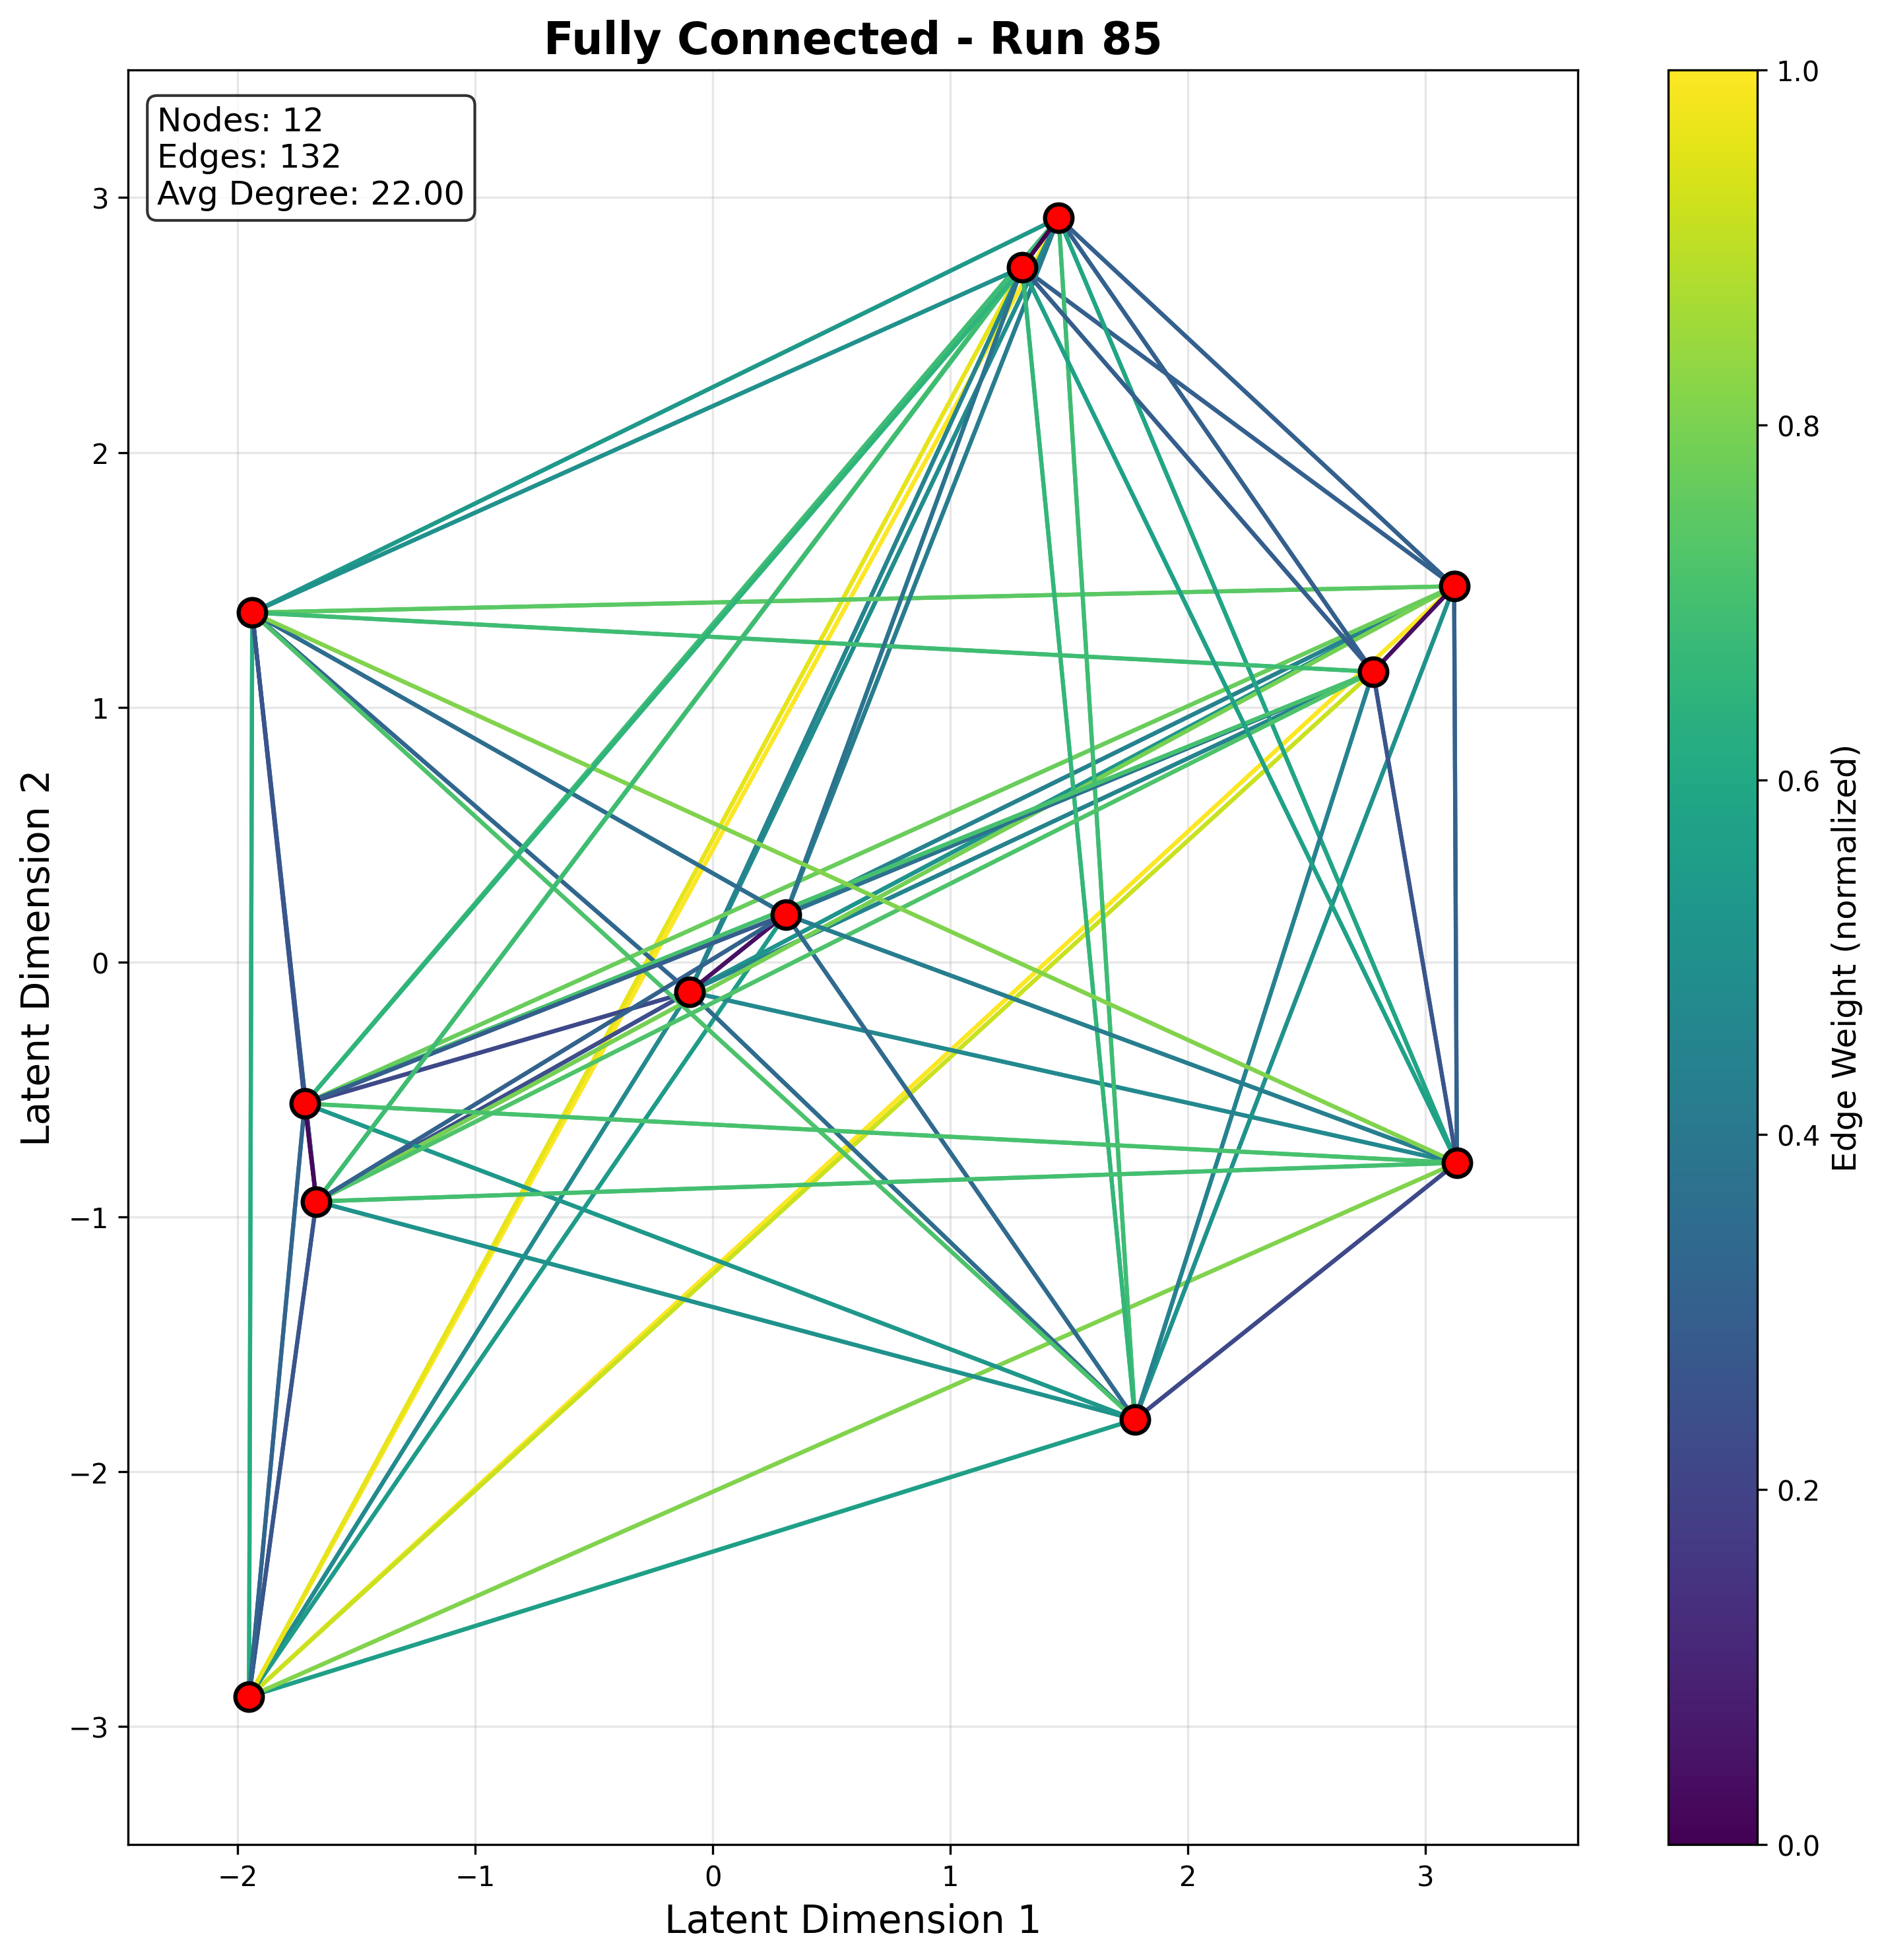 Fully Connected - Run 85
Nodes: 12
Edges: 132
Avg Degree: 22.00
3
2
1
0
−1
−2
−3
−2
−1
0
1
2
3
Latent Dimension 1
Latent Dimension 2
1.0
0.8
0.6
0.4
0.2
0.0
Edge Weight (normalized)